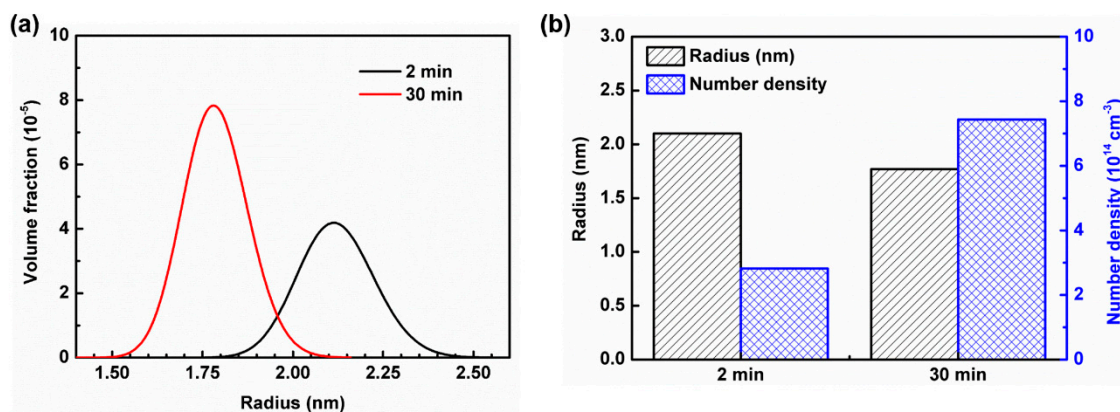 (a)
Volume fraction (10⁻⁵)
10
8
6
4
2
0
2 min
30 min
1.50 1.75 2.00 2.25 2.50
Radius (nm)
(b)
Radius (nm)
3.0
2.5
2.0
1.5
1.0
0.5
0.0
Radius (nm)
Number density
2 min 30 min
10
8
6
4
2
0
Number density (10¹⁴ cm⁻³)